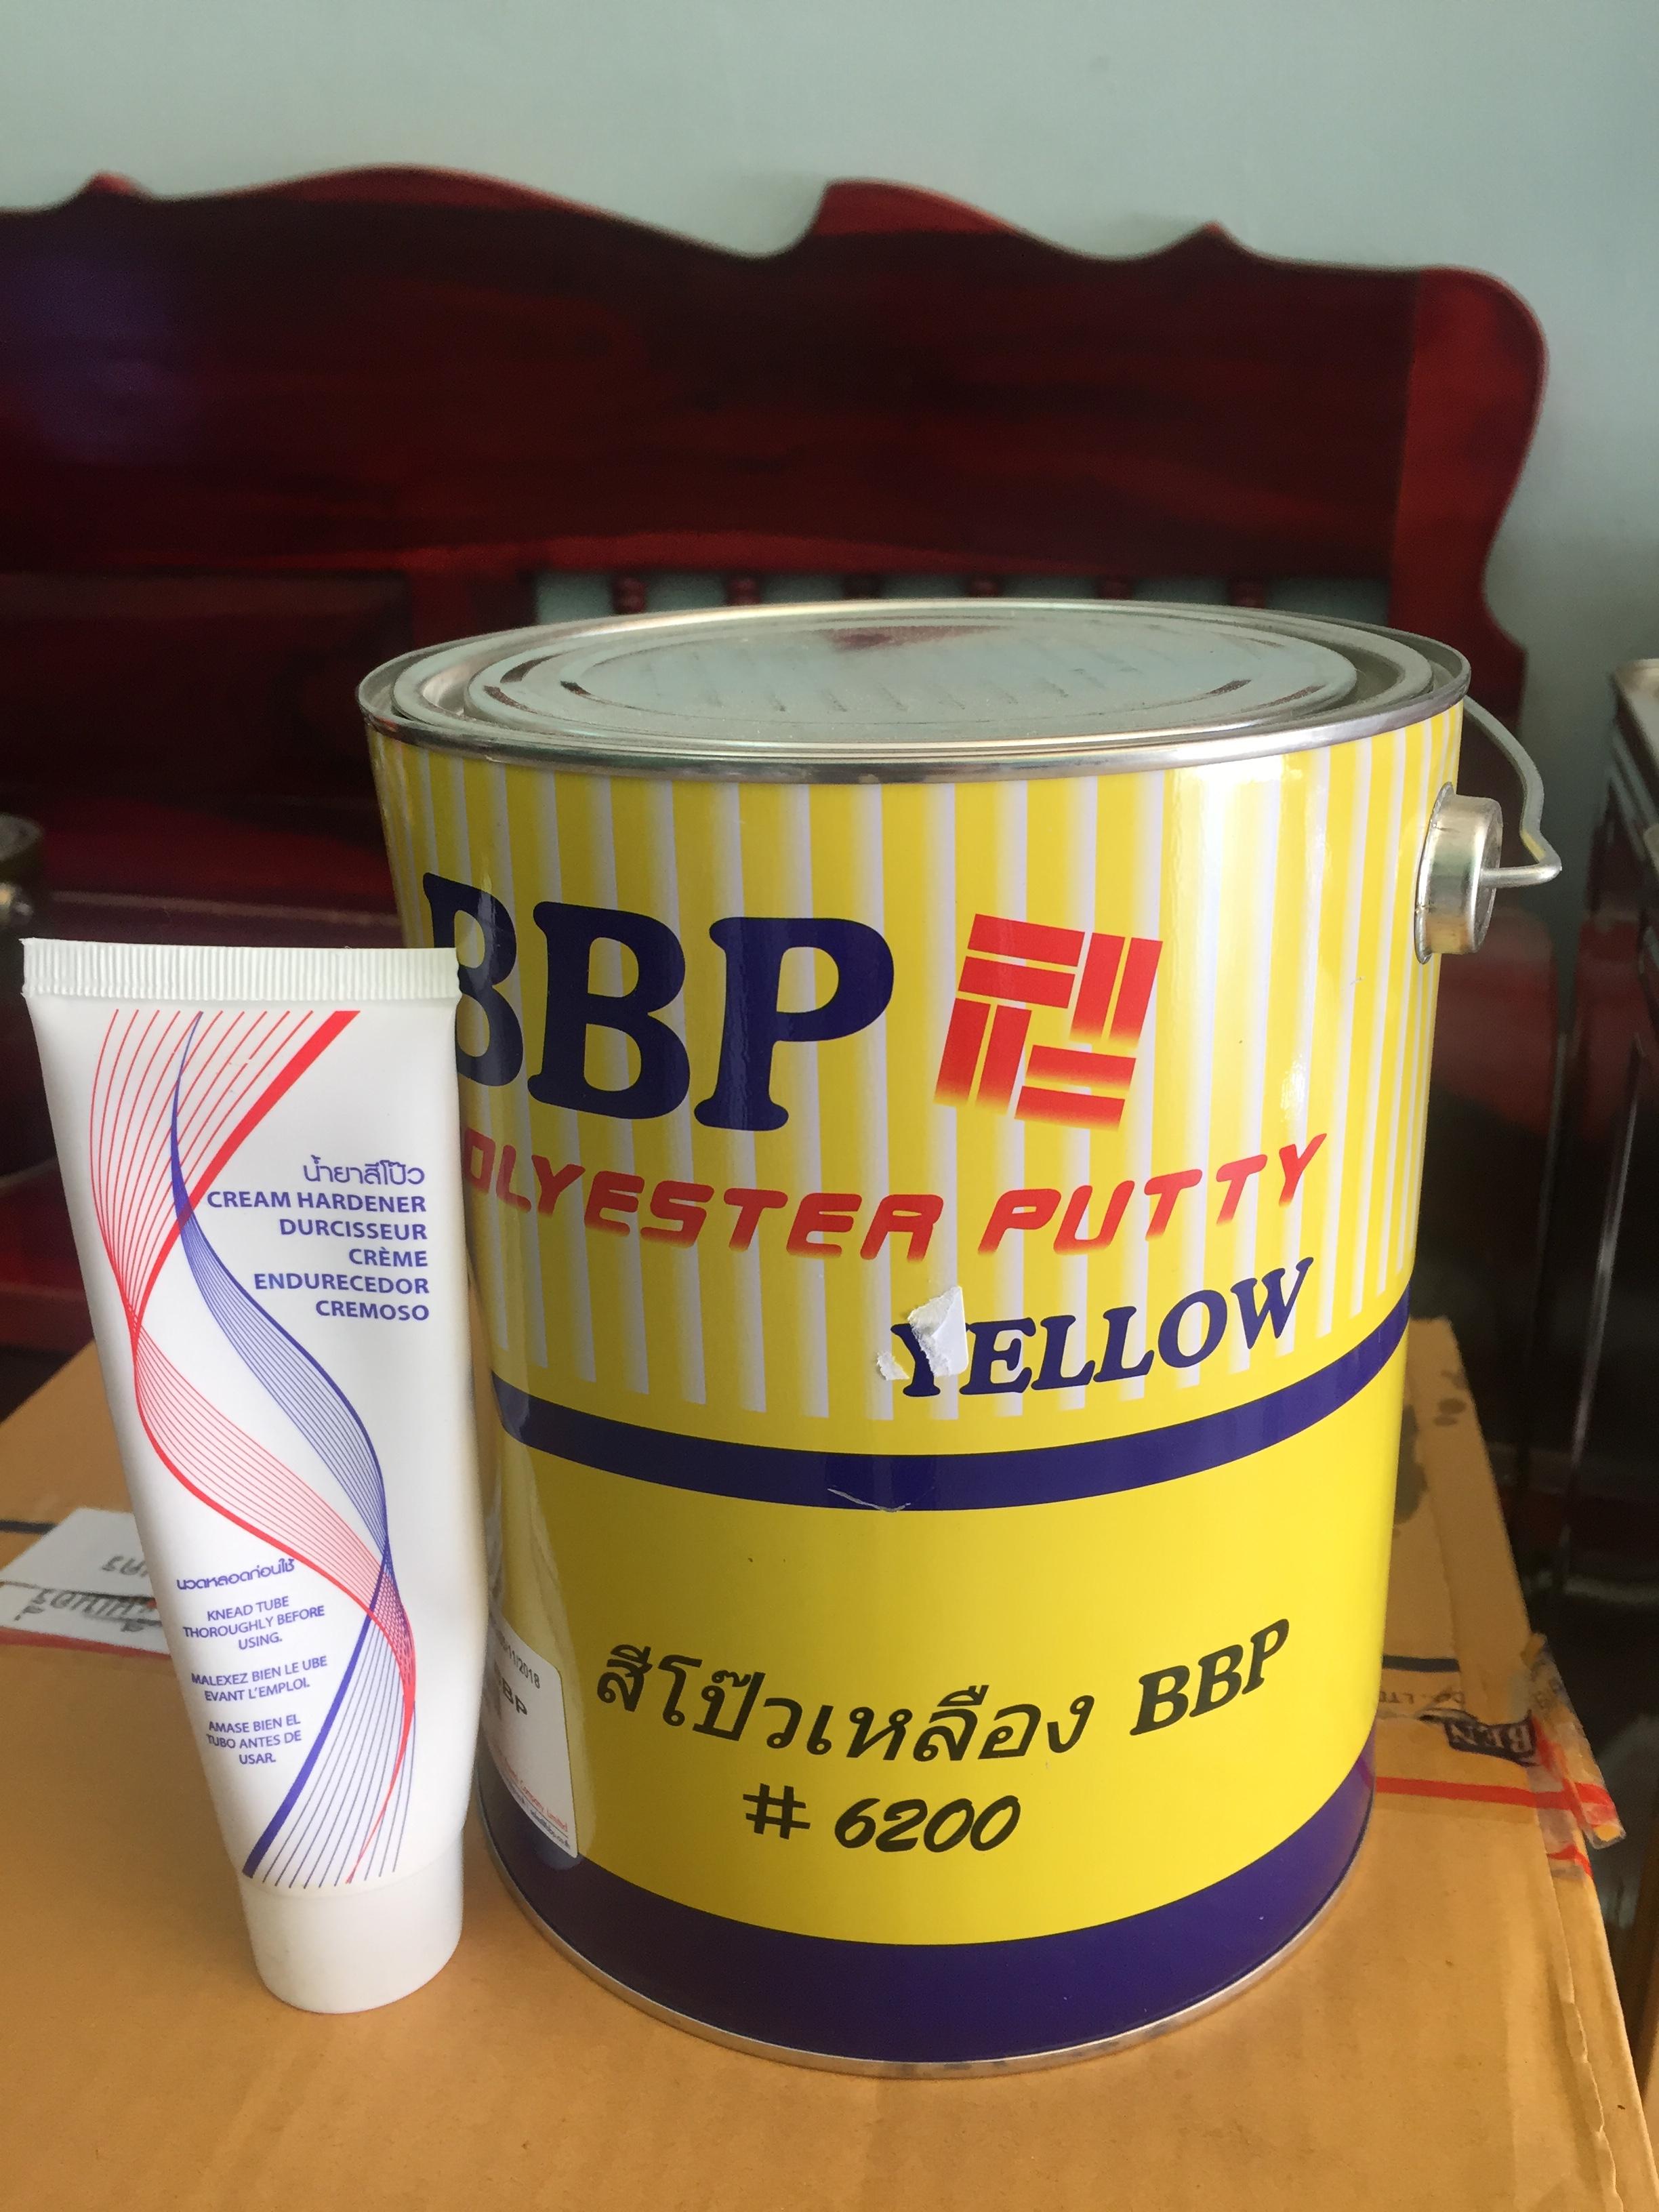 น้ำยาสีโป๊ว
CREAM HARDENER
DURCISSEUR
CRÈME
ENDURECEDOR
CREMOSO
นวดหลอดก่อนใช้
KNEAD TUBE
THOROUGHLY BEFORE
USING.
MALEXEZ BIEN LE UBE
EVANT L'EMPLOI.
AMASE BIEN EL
TUBO ANTES DE
USAR.
BBP
OLYESTER PUTTY
YELLOW
สีโป๊วเหลือง BBP
# 6200
11/2018
BEN